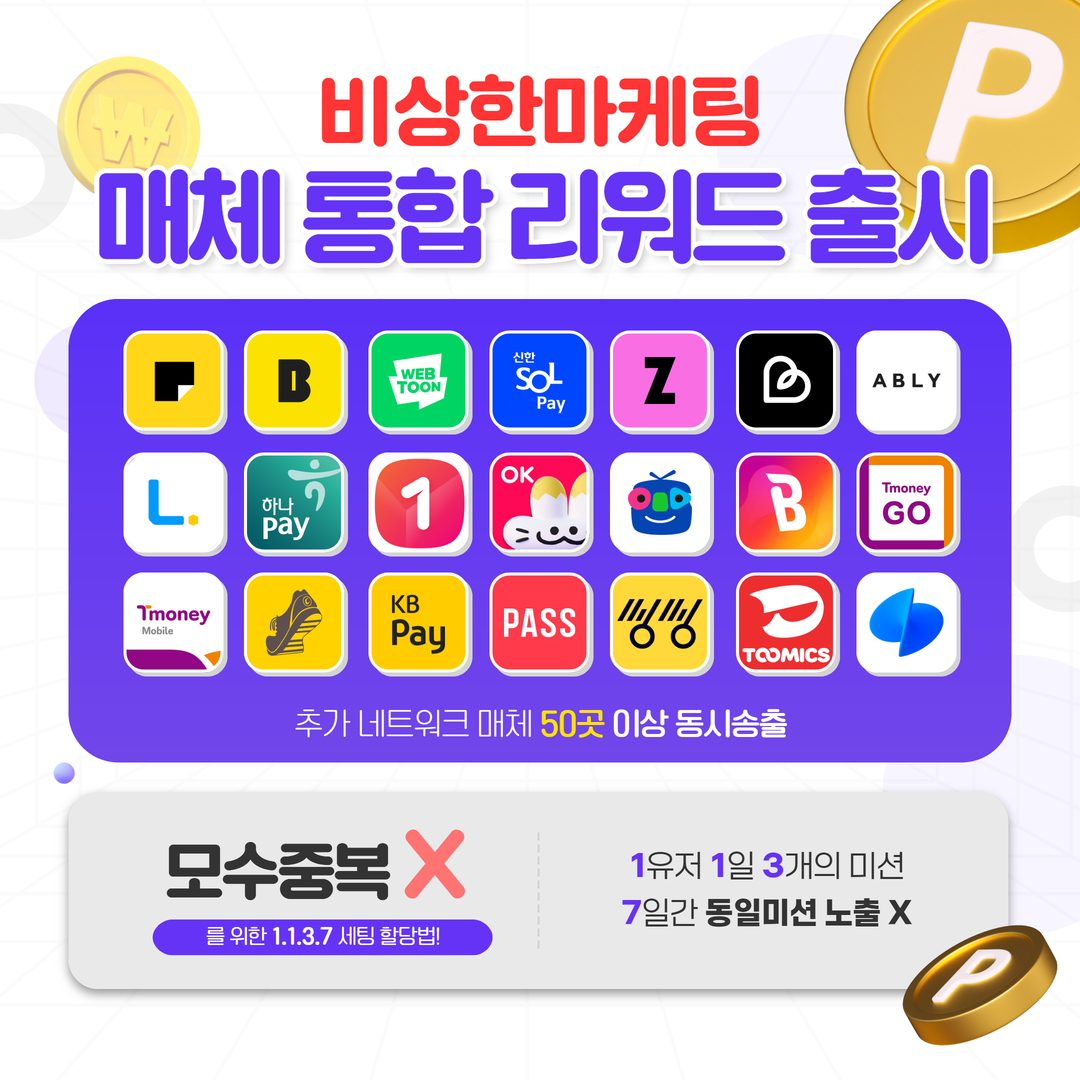 비상한마케팅
매체 통합 리워드 출시
B
WEB
TOON
신한
SOL
Pay
Z
ABLY
L.
하나
pay
1
OK
B
Tmoney
GO
Tmoney
Mobile
KB
Pay
PASS
TOOMICS
추가 네트워크 매체 50곳 이상 동시송출
모수중복 X
를 위한 1.1.3.7 세팅 할당법!
1유저 1일 3개의 미션
7일간 동일미션 노출 X
P
₩
P